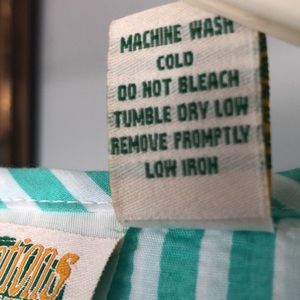 MACHINE WASH
COLD
DO NOT BLEACH
TUMBLE DRY LOW
REMOVE PROMPTLY
LOW IRON